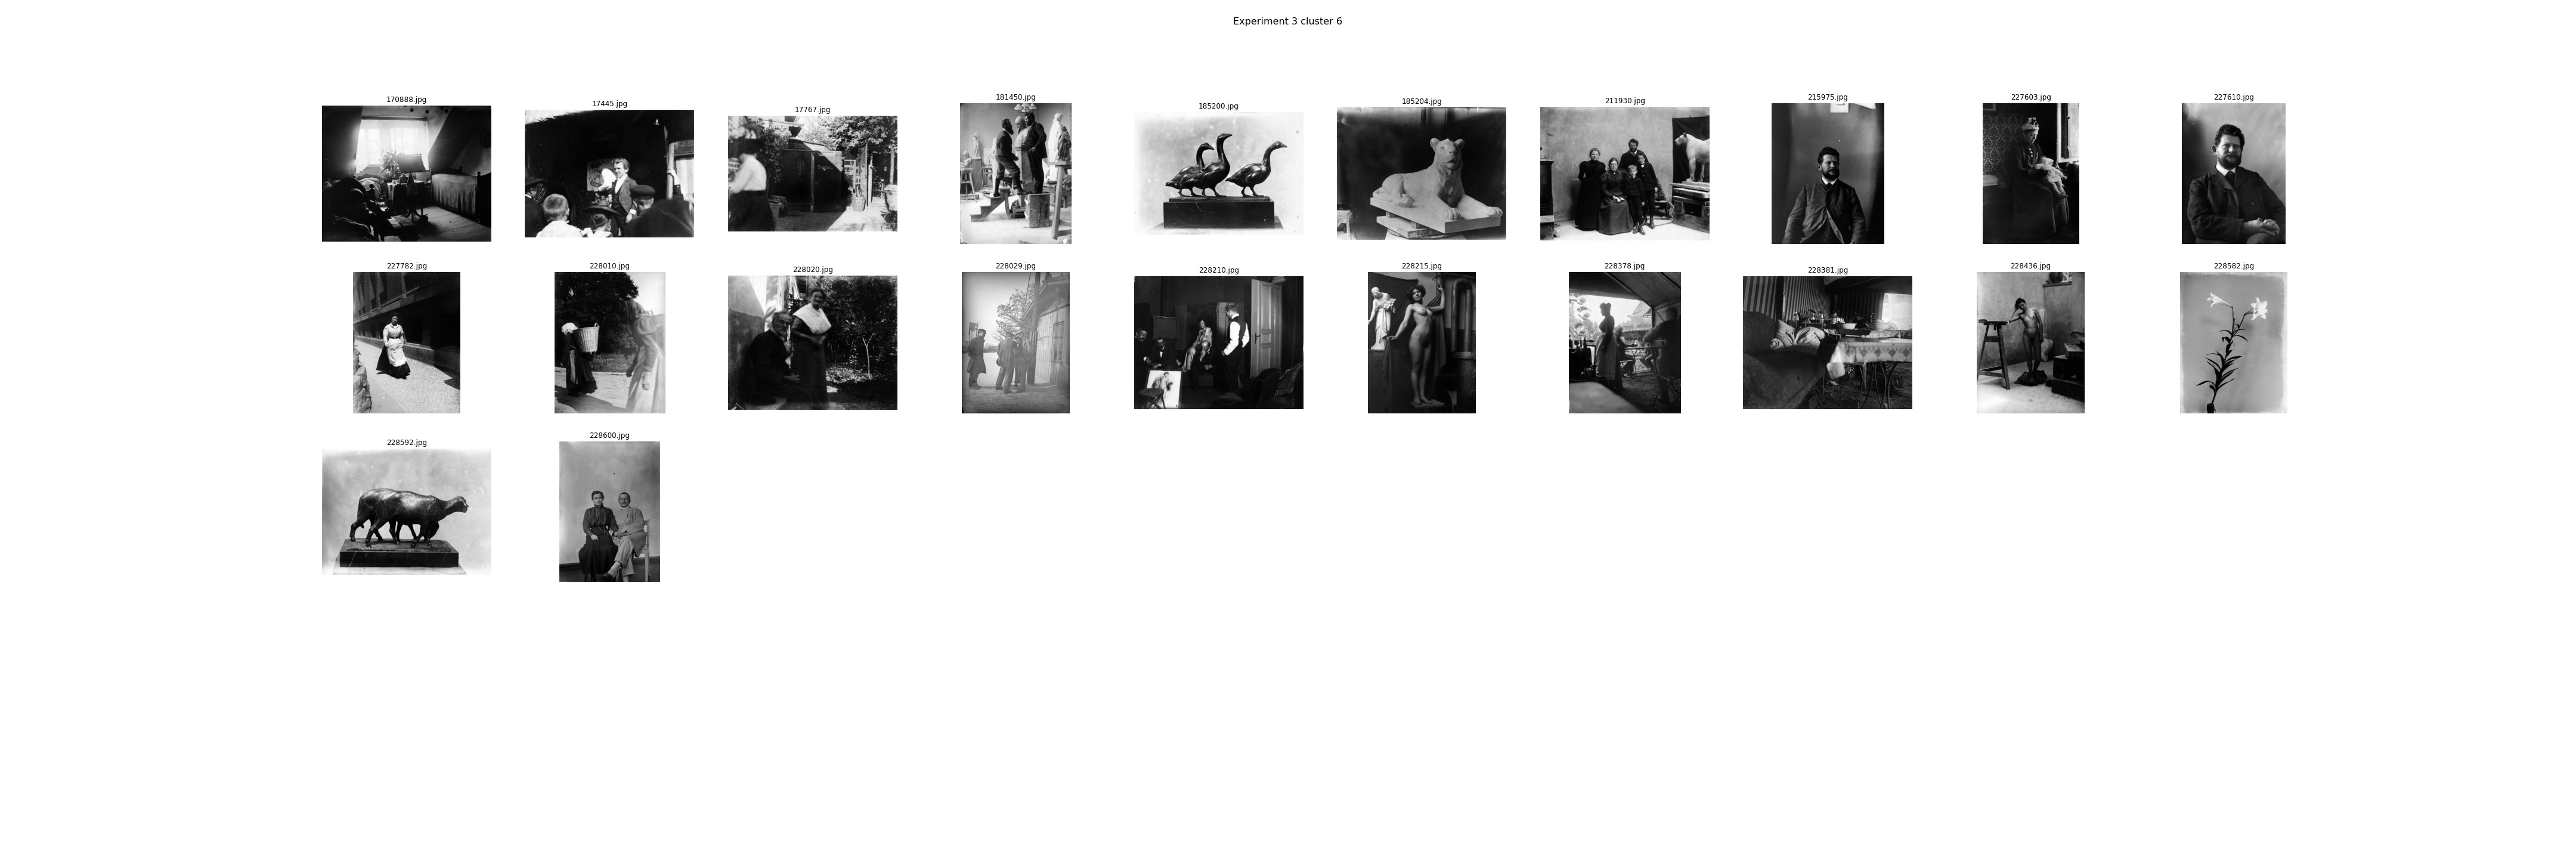 Experiment 3 cluster 6
170888.jpg
17445.jpg
17767.jpg
181450.jpg
185200.jpg
185204.jpg
211930.jpg
215975.jpg
227603.jpg
227610.jpg
227782.jpg
228010.jpg
228020.jpg
228029.jpg
228210.jpg
228215.jpg
228378.jpg
228381.jpg
228436.jpg
228582.jpg
228592.jpg
228600.jpg